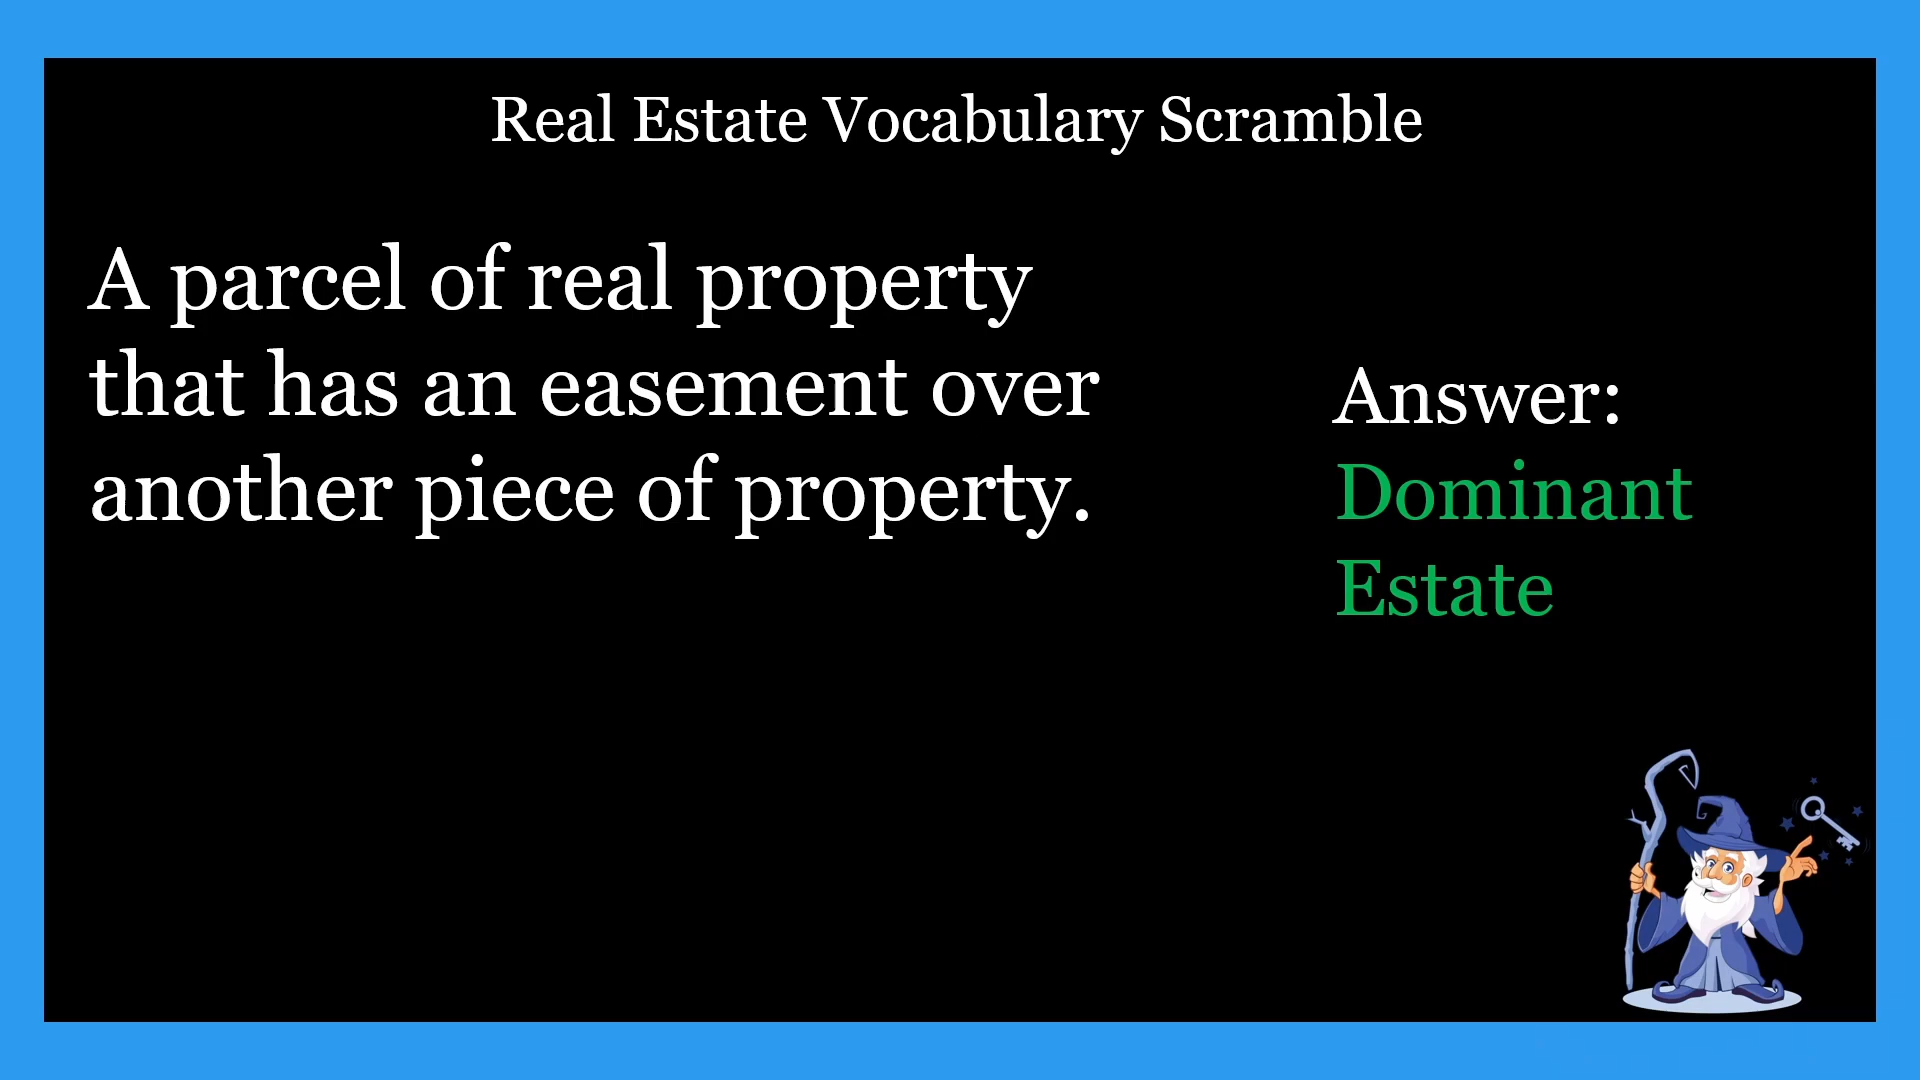 Real Estate Vocabulary Scramble
A parcel of real property
that has an easement over
another piece of property.
Answer:
Dominant
Estate